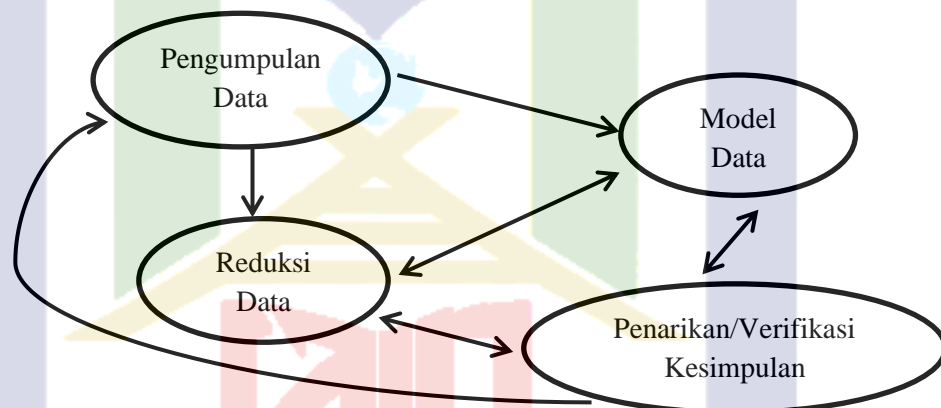 Pengumpulan
Data
Model
Data
Reduksi
Data
Penarikan/Verifikasi
Kesimpulan